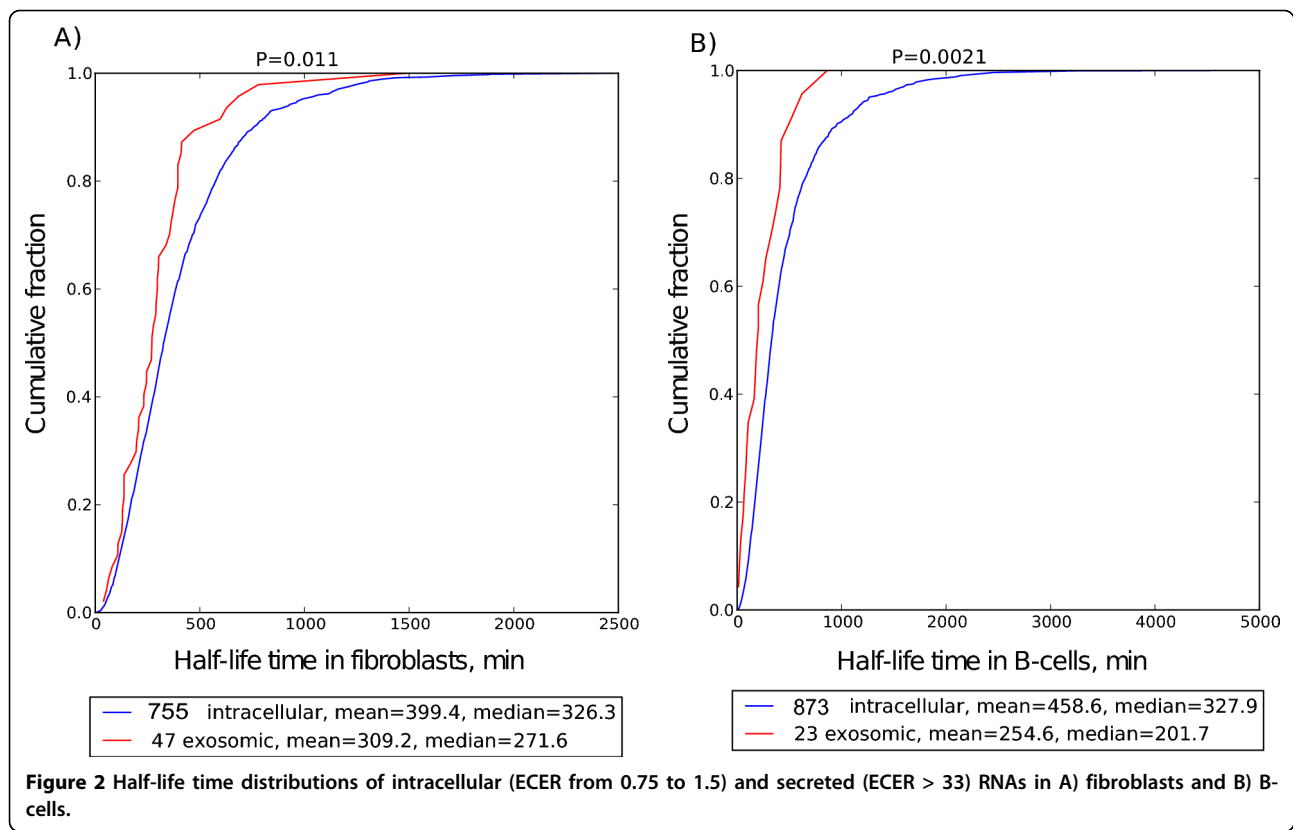 A)
P=0.011
1.0
0.8
0.6
0.4
0.2
0.0
Cumulative fraction
0 500 1000 1500 2000 2500
Half-life time in fibroblasts, min
755 intracellular, mean=399.4, median=326.3
47 exosomic, mean=309.2, median=271.6
B)
P=0.0021
1.0
0.8
0.6
0.4
0.2
0.0
Cumulative fraction
0 1000 2000 3000 4000 5000
Half-life time in B-cells, min
873 intracellular, mean=458.6, median=327.9
23 exosomic, mean=254.6, median=201.7
Figure 2 Half-life time distributions of intracellular (ECER from 0.75 to 1.5) and secreted (ECER > 33) RNAs in A) fibroblasts and B) B-
cells.